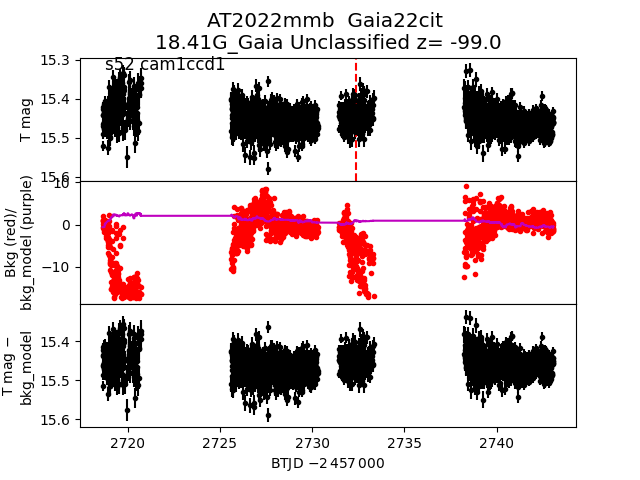 AT2022mmb  Gaia22cit
18.41G_Gaia Unclassified z= -99.0
s52 cam1ccd1
15.3
15.4
15.5
15.6
T mag
10
0
−10
Bkg (red)/
bkg_model (purple)
15.4
15.5
15.6
T mag −
bkg_model
2720 2725 2730 2735 2740
BTJD −2 457 000